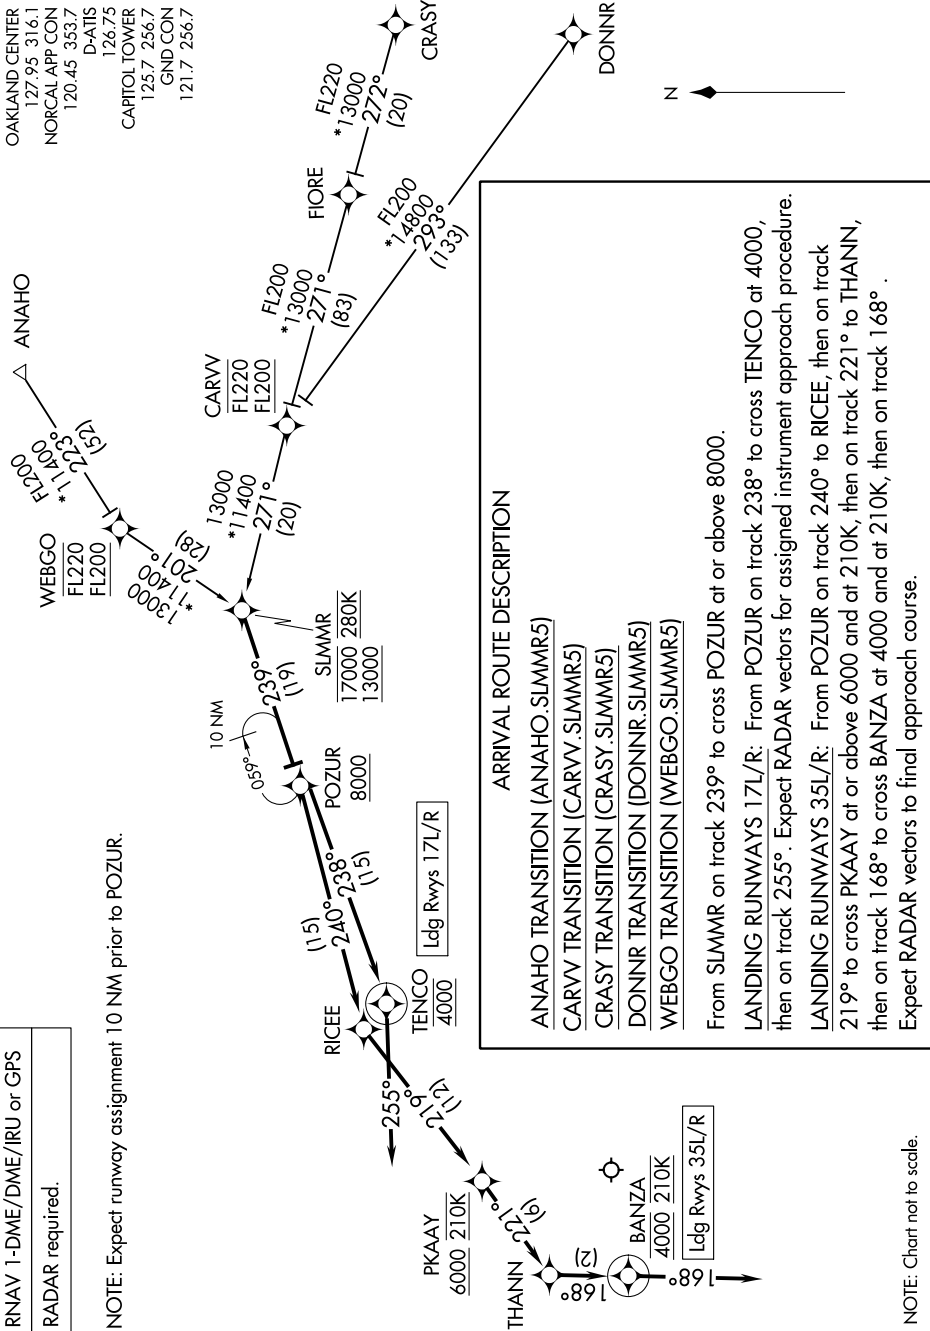 RNAV 1-DME/DME/IRU or GPS
RADAR required.
NOTE: Expect runway assignment 10 NM prior to POZUR.
OAKLAND CENTER
127.95 316.1
NORCAL APP CON
120.45 353.7
D-ATIS
126.75
CAPITOL TOWER
125.7 256.7
GND CON
121.7 256.7
ANAHO
FL200
*11400
223°
(52)
WEBGO
FL220
FL200
13000
*11400
201°
(28)
CRASY
FL220
*13000
272°
(20)
FIORE
FL200
*13000
271°
(83)
DONNR
FL200
*14800
293°
(133)
CARVV
FL220
FL200
13000
*11400
271°
(20)
SLMMR
17000 280K
13000
239°
(19)
10 NM
059°
POZUR
8000
(15)
240°
238°
(15)
Ldg Rwys 17L/R
TENCO
4000
RICEE
255°
219°
(12)
PKAAY
6000 210K
221°
(6)
THANN
168°
(2)
BANZA
4000 210K
Ldg Rwys 35L/R
168°
N
ARRIVAL ROUTE DESCRIPTION
ANAHO TRANSITION (ANAHO.SLMMR5)
CARVV TRANSITION (CARVV.SLMMR5)
CRASY TRANSITION (CRASY.SLMMR5)
DONNR TRANSITION (DONNR.SLMMR5)
WEBGO TRANSITION (WEBGO.SLMMR5)
From SLMMR on track 239° to cross POZUR at or above 8000.
LANDING RUNWAYS 17L/R: From POZUR on track 238° to cross TENCO at 4000,
then on track 255°. Expect RADAR vectors for assigned instrument approach procedure.
LANDING RUNWAYS 35L/R: From POZUR on track 240° to RICEE, then on track
219° to cross PKAAY at or above 6000 and at 210K, then on track 221° to THANN,
then on track 168° to cross BANZA at 4000 and at 210K, then on track 168° .
Expect RADAR vectors to final approach course.
NOTE: Chart not to scale.